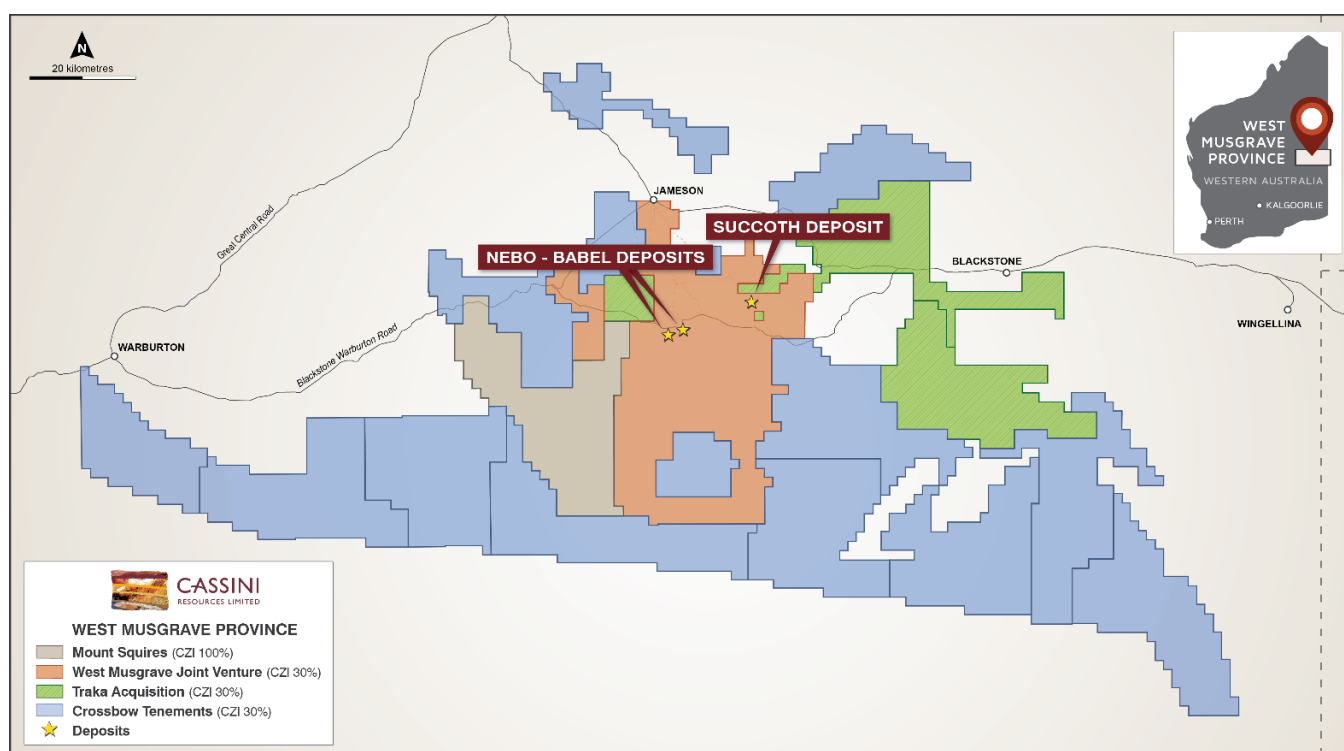 N
20 kilometres
Great Central Road
JAMESON
SUCCOTH DEPOSIT
NEBO - BABEL DEPOSITS
BLACKSTONE
WINGELLINA
WARBURTON
Blackstone Warburton Road
WEST
MUSGRAVE
PROVINCE
WESTERN AUSTRALIA
KALGOORLIE
PERTH
CASSINI
RESOURCES LIMITED
WEST MUSGRAVE PROVINCE
Mount Squires (CZI 100%)
West Musgrave Joint Venture (CZI 30%)
Traka Acquisition (CZI 30%)
Crossbow Tenements (CZI 30%)
Deposits